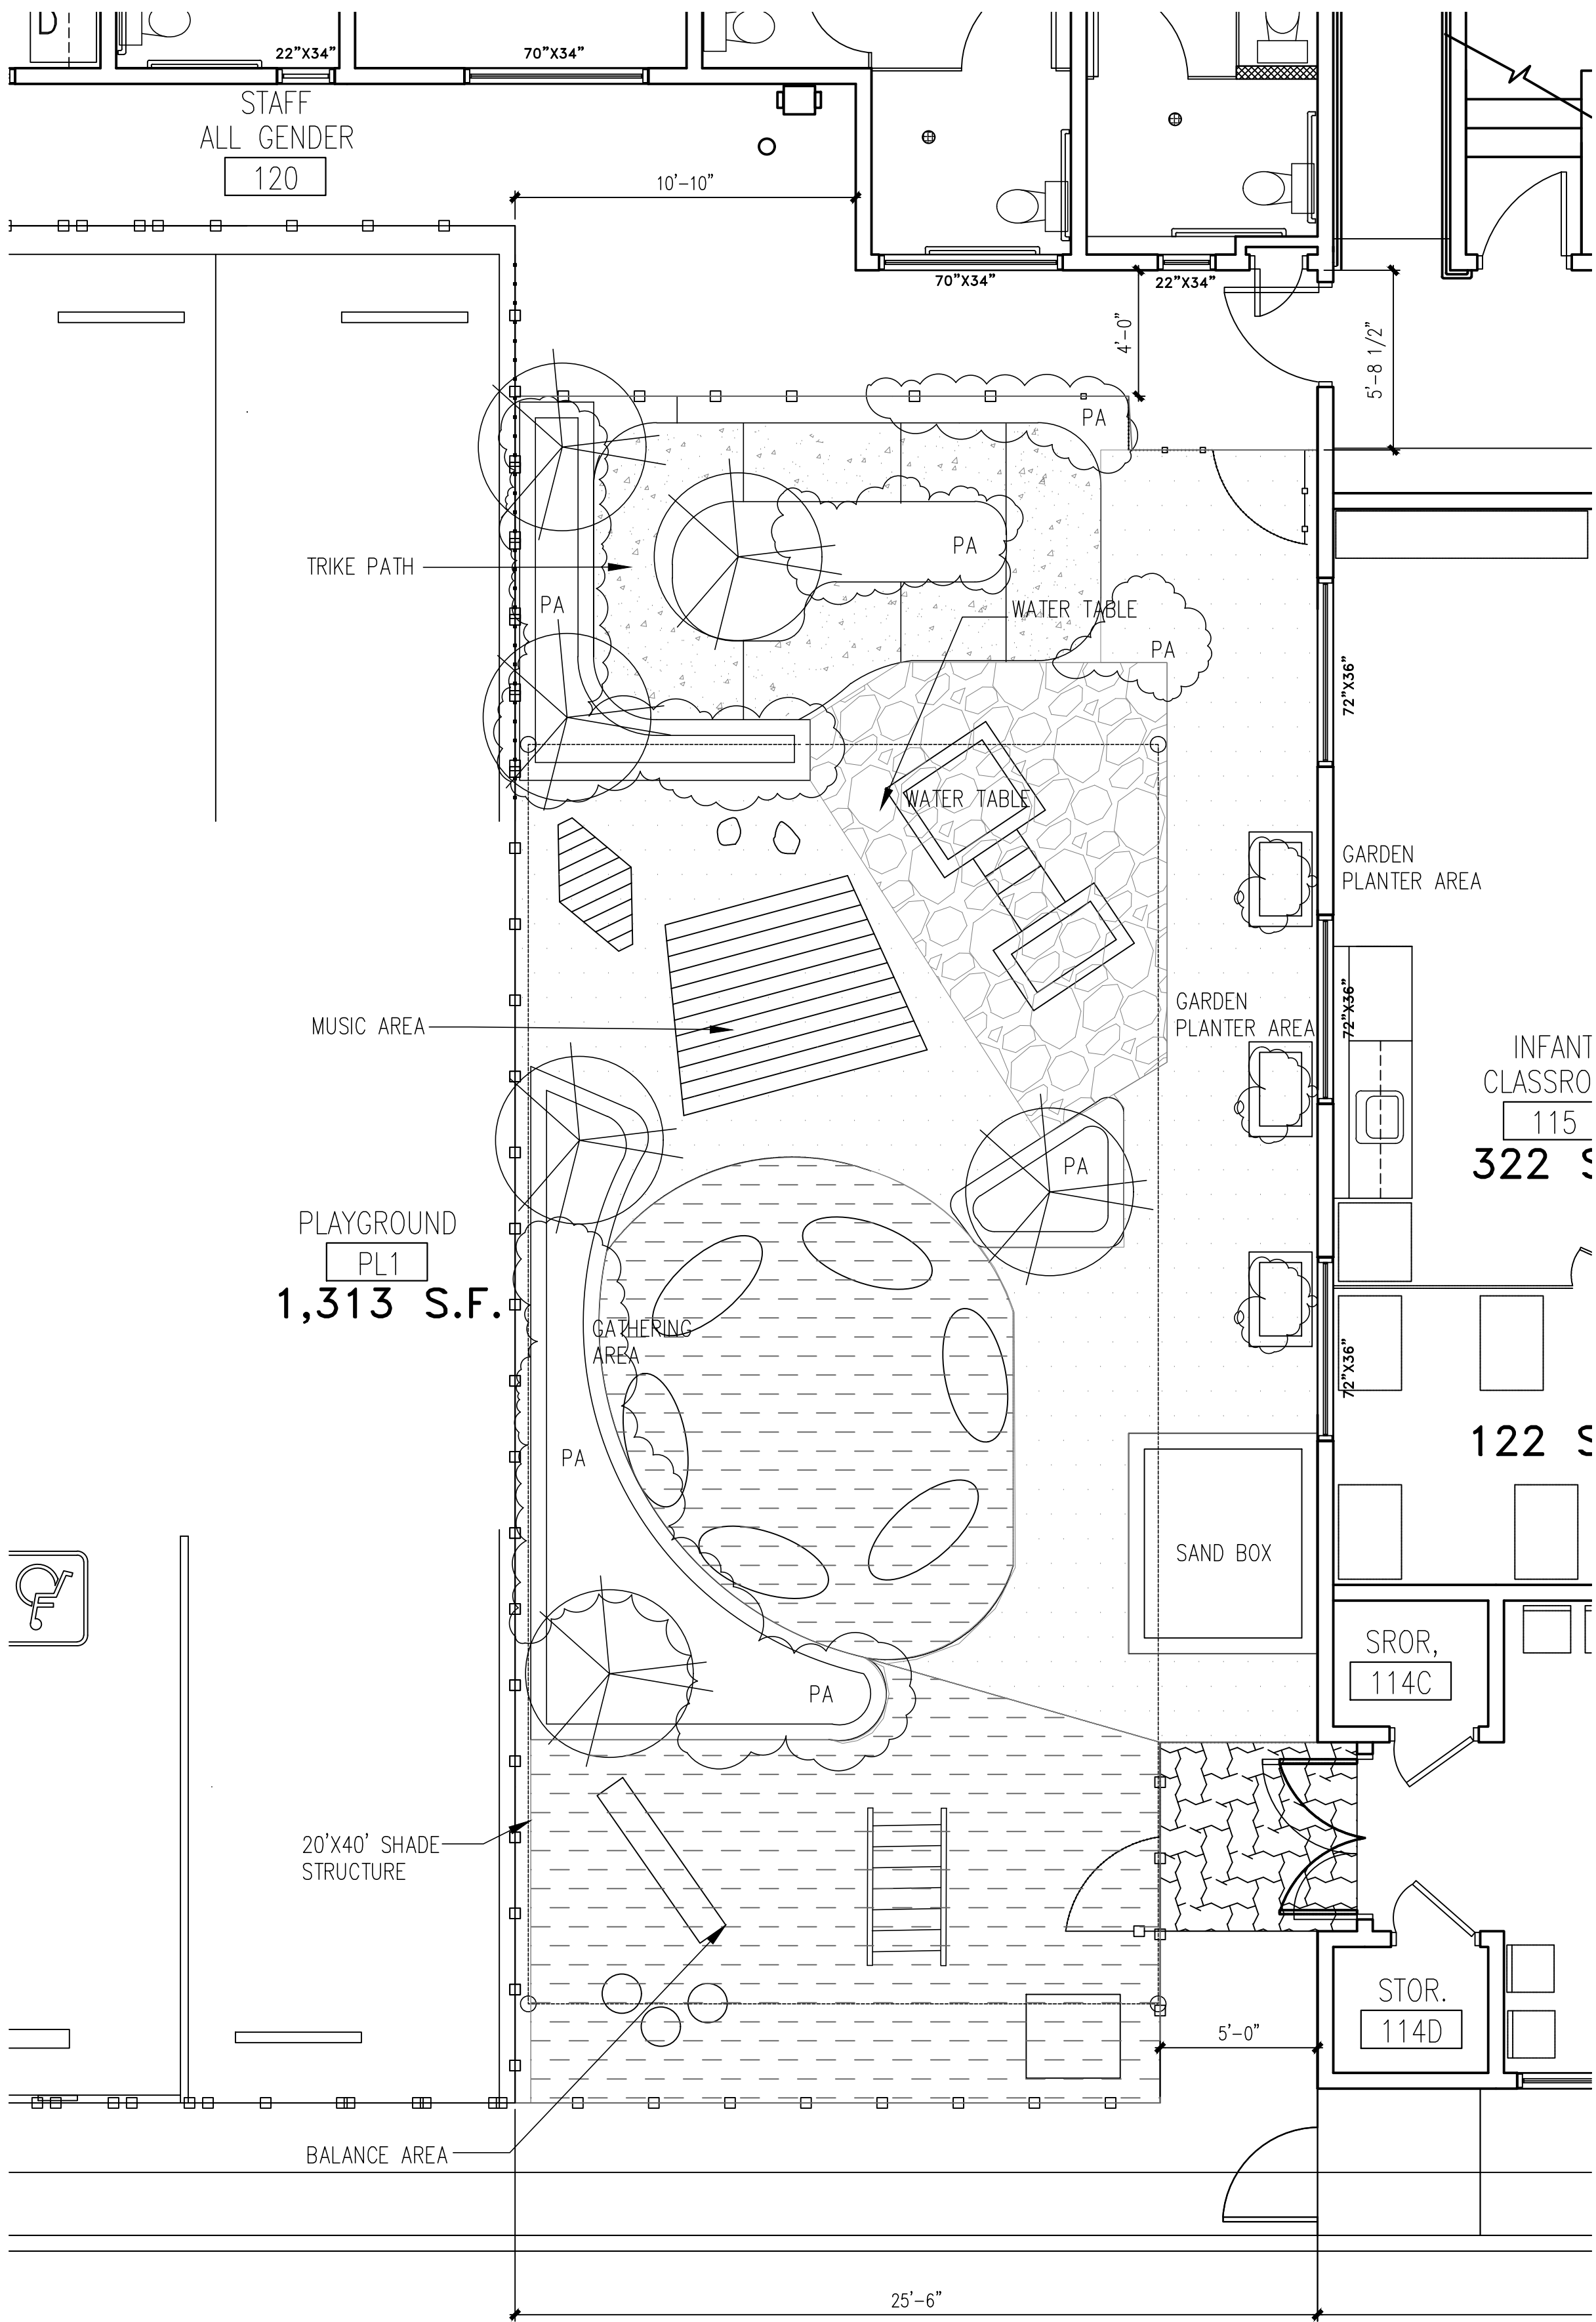 D
22"X34"
70"X34"
STAFF
ALL GENDER
120
10'-10"
70"X34"
22"X34"
4'-0"
5'-8 1/2"
PA
PA
TRIKE PATH
PA
WATER TABLE
PA
72"X36"
WATER TABLE
GARDEN
PLANTER AREA
MUSIC AREA
GARDEN
PLANTER AREA
72"X36"
INFANT
CLASSRO
115
322 S
PA
PLAYGROUND
PL1
1,313 S.F.
GATHERING
AREA
72"X36"
122 S
PA
SAND BOX
SROR,
114C
PA
20'X40' SHADE
STRUCTURE
STOR.
114D
5'-0"
BALANCE AREA
25'-6"